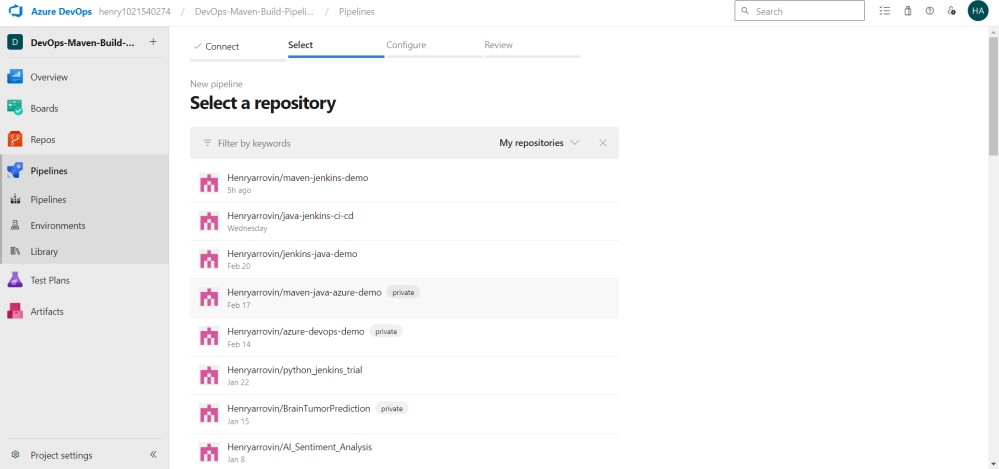 Azure DevOps henry1021540274 / DevOps-Maven-Build-Pipeli... / Pipelines
Search
HA
D DevOps-Maven-Build-... +
Overview
Boards
Repos
Pipelines
Pipelines
Environments
Library
Test Plans
Artifacts
Project settings
Connect Select Configure Review
New pipeline
Select a repository
Filter by keywords My repositories
Henryarrovin/maven-jenkins-demo
5h ago
Henryarrovin/java-jenkins-ci-cd
Wednesday
Henryarrovin/jenkins-java-demo
Feb 20
Henryarrovin/maven-java-azure-demo private
Feb 17
Henryarrovin/azure-devops-demo private
Feb 14
Henryarrovin/python_jenkins_trial
Jan 22
Henryarrovin/BrainTumorPrediction private
Jan 15
Henryarrovin/AI_Sentiment_Analysis
Jan 8